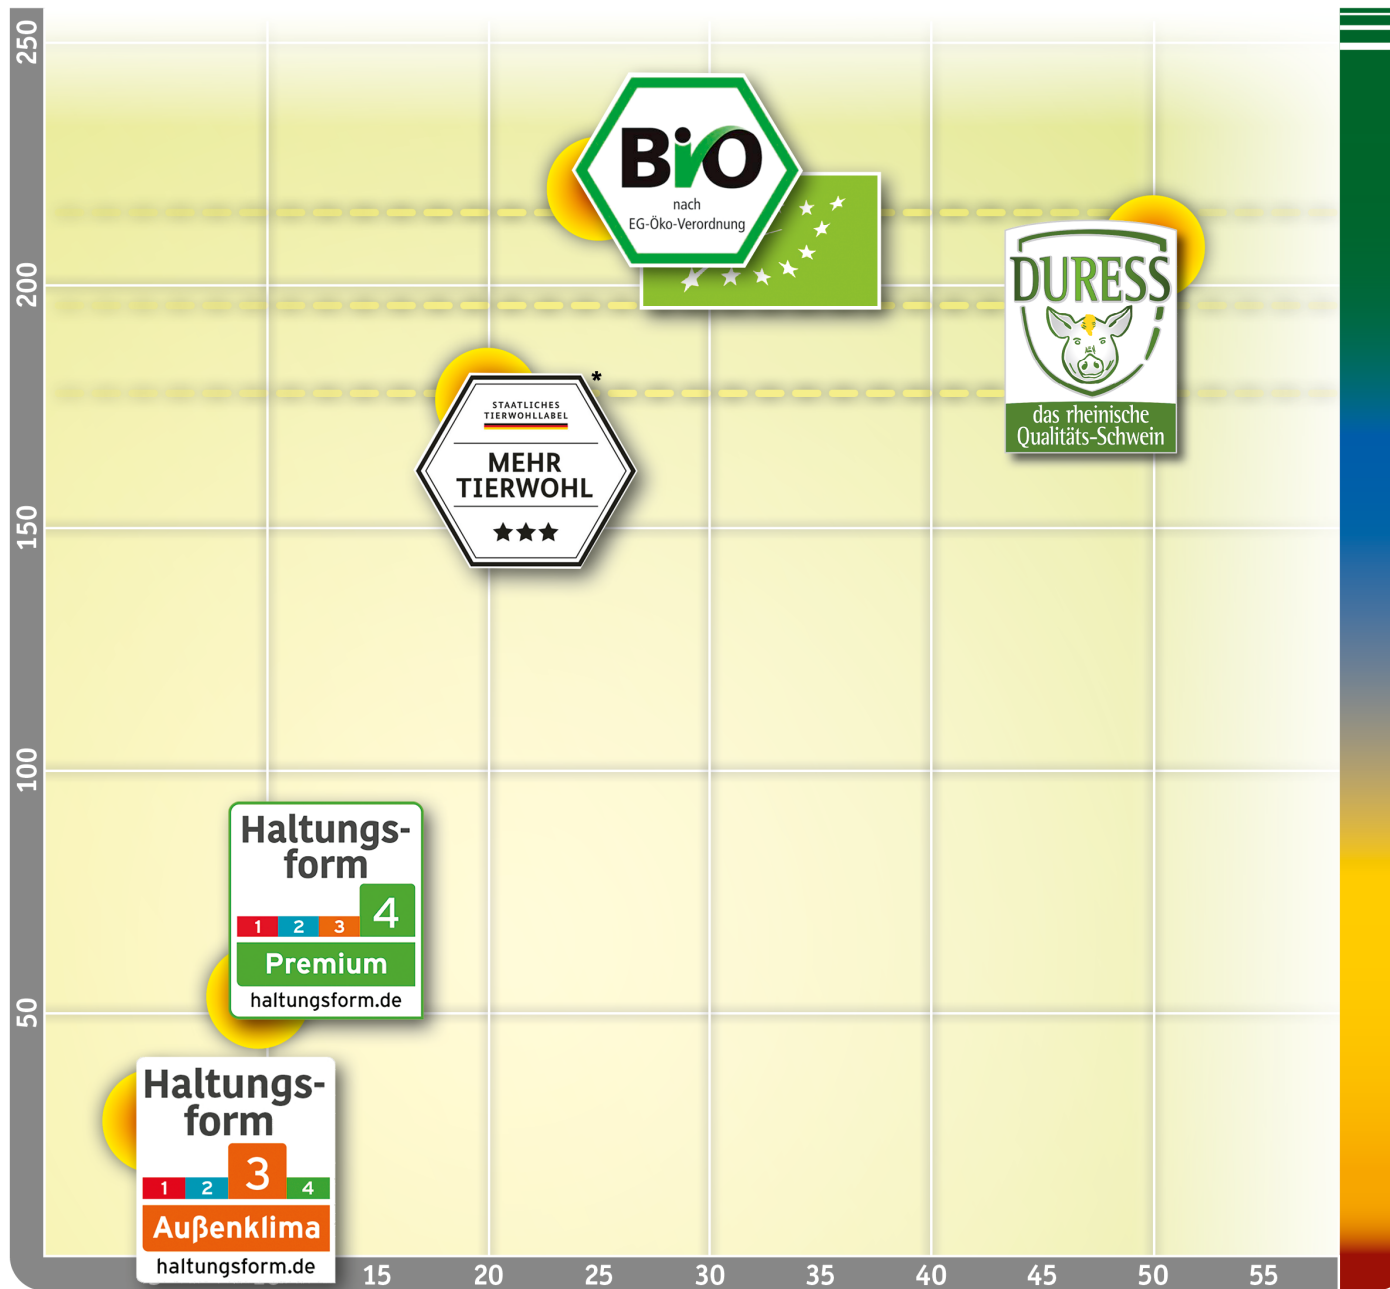 250
BiO
nach
EG-Öko-Verordnung
200
DURESS
das rheinische
Qualitäts-Schwein
*
STAATLICHES
TIERWOHLLABEL
MEHR
TIERWOHL
150
100
Haltungs-
form
1 2 3 4
Premium
haltungsform.de
50
Haltungs-
form
1 2 3 4
Außenklima
haltungsform.de
15 20 25 30 35 40 45 50 55